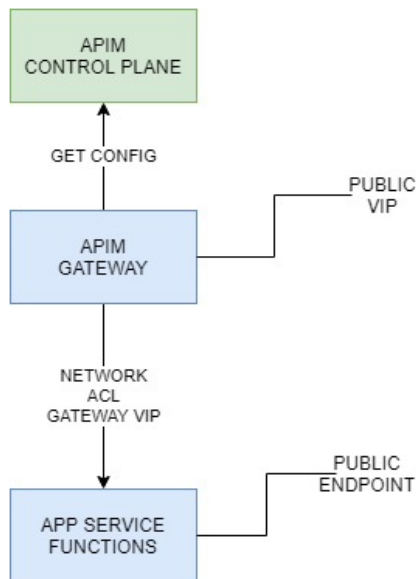 APIM
CONTROL PLANE
GET CONFIG
PUBLIC
VIP
APIM
GATEWAY
NETWORK
ACL
GATEWAY VIP
PUBLIC
ENDPOINT
APP SERVICE
FUNCTIONS